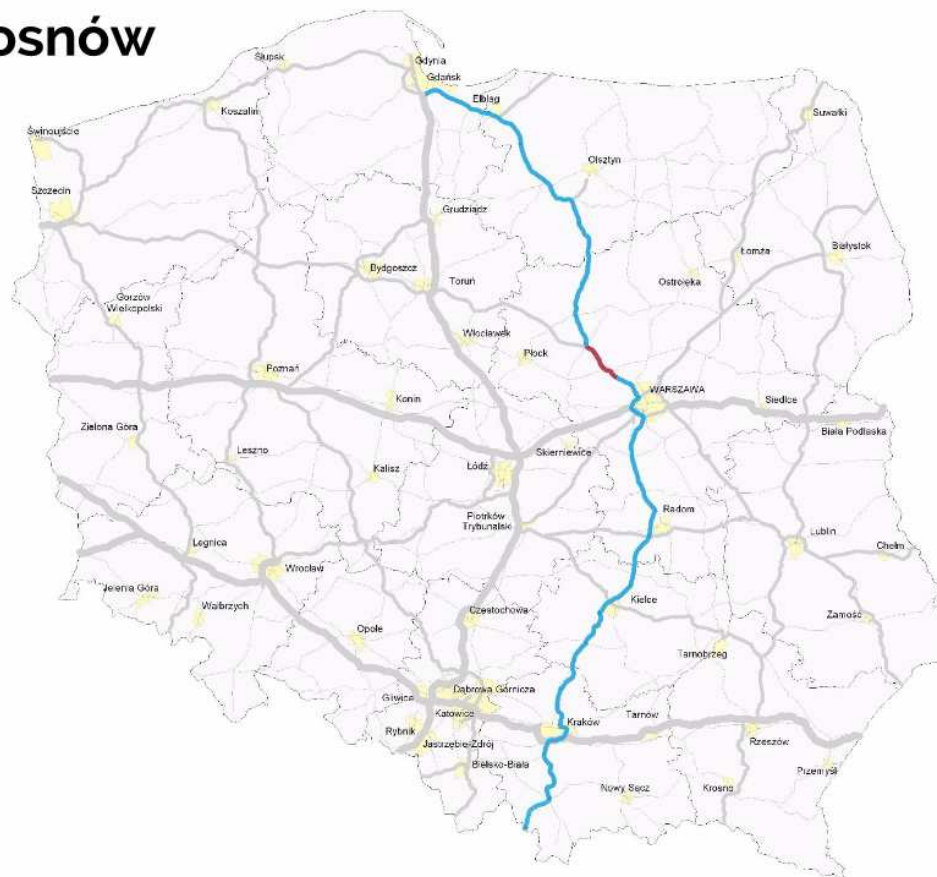 osnów
Gdynia
Słupsk
Gdańsk
Elbląg
Koszalin
Suwałki
Świnoujście
Olsztyn
Szczecin
Grudziądz
Białystok
Łomża
Bydgoszcz
Toruń
Ostrołęka
Gorzów
Wielkopolski
Włocławek
Płock
Poznań
WARSZAWA
Konin
Siedlce
Zielona Góra
Biała Podlaska
Leszno
Skierniewice
Kalisz
Łódź
Radom
Piotrków
Trybunalski
Lublin
Legnica
Chełm
Wrocław
Jelenia Góra
Kielce
Wałbrzych
Częstochowa
Zamość
Opole
Tarnobrzeg
Dąbrowa Górnicza
Gliwice
Katowice
Tarnów
Kraków
Rybnik
Rzeszów
Jastrzębie-Zdrój
Bielsko-Biała
Przemyśl
Nowy Sącz
Krosno